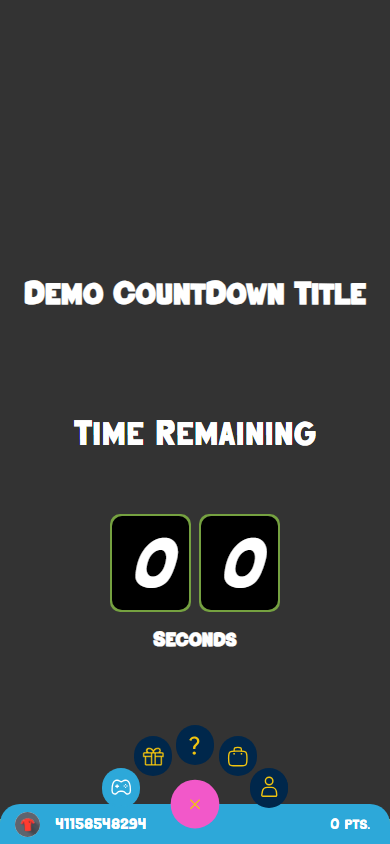 Demo CountDown Title
Time Remaining
0 0
Seconds
?
41158548294
0 pts.